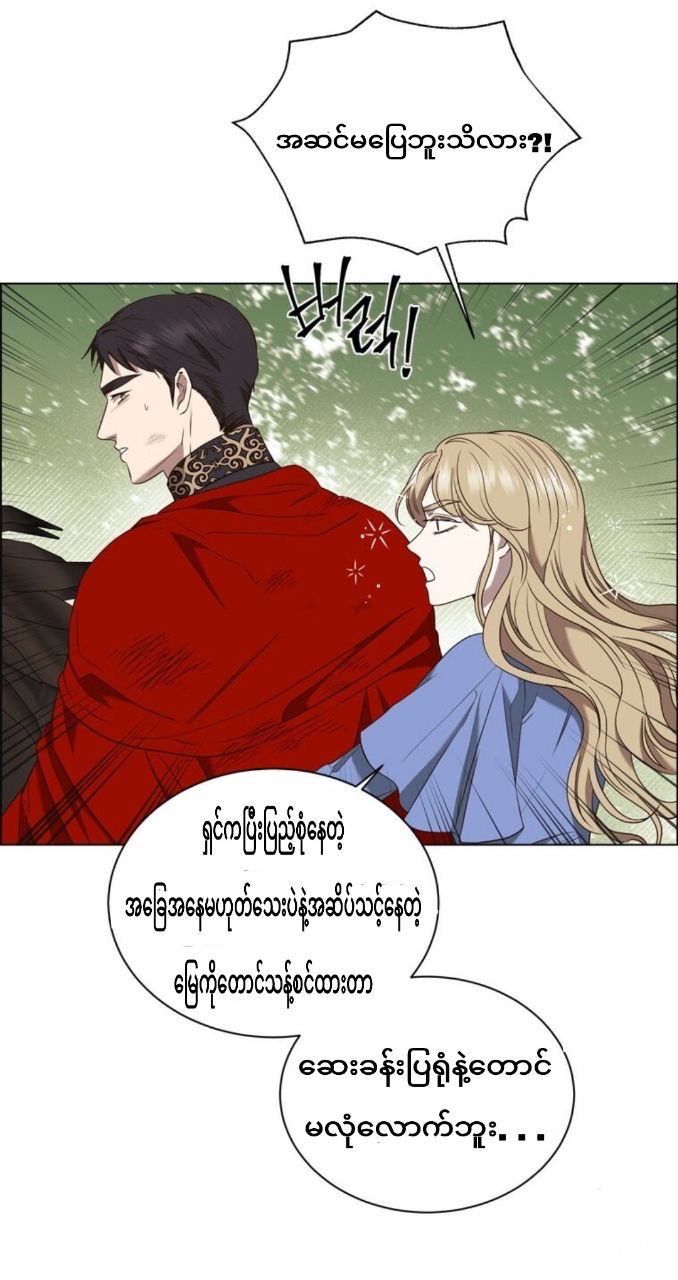 အဆင်မပြေဘူးသိလား?!
버럭!
ရှင်ကပြီးပြည့်စုံနေတဲ့
အခြေအနေမဟုတ်သေးပဲနဲ့အဆိပ်သင့်နေတဲ့
မြေကိုတောင်သန့်စင်ထားတာ
ဆေးခန်းပြရုံနဲ့တောင်
မလုံလောက်ဘူး. . .